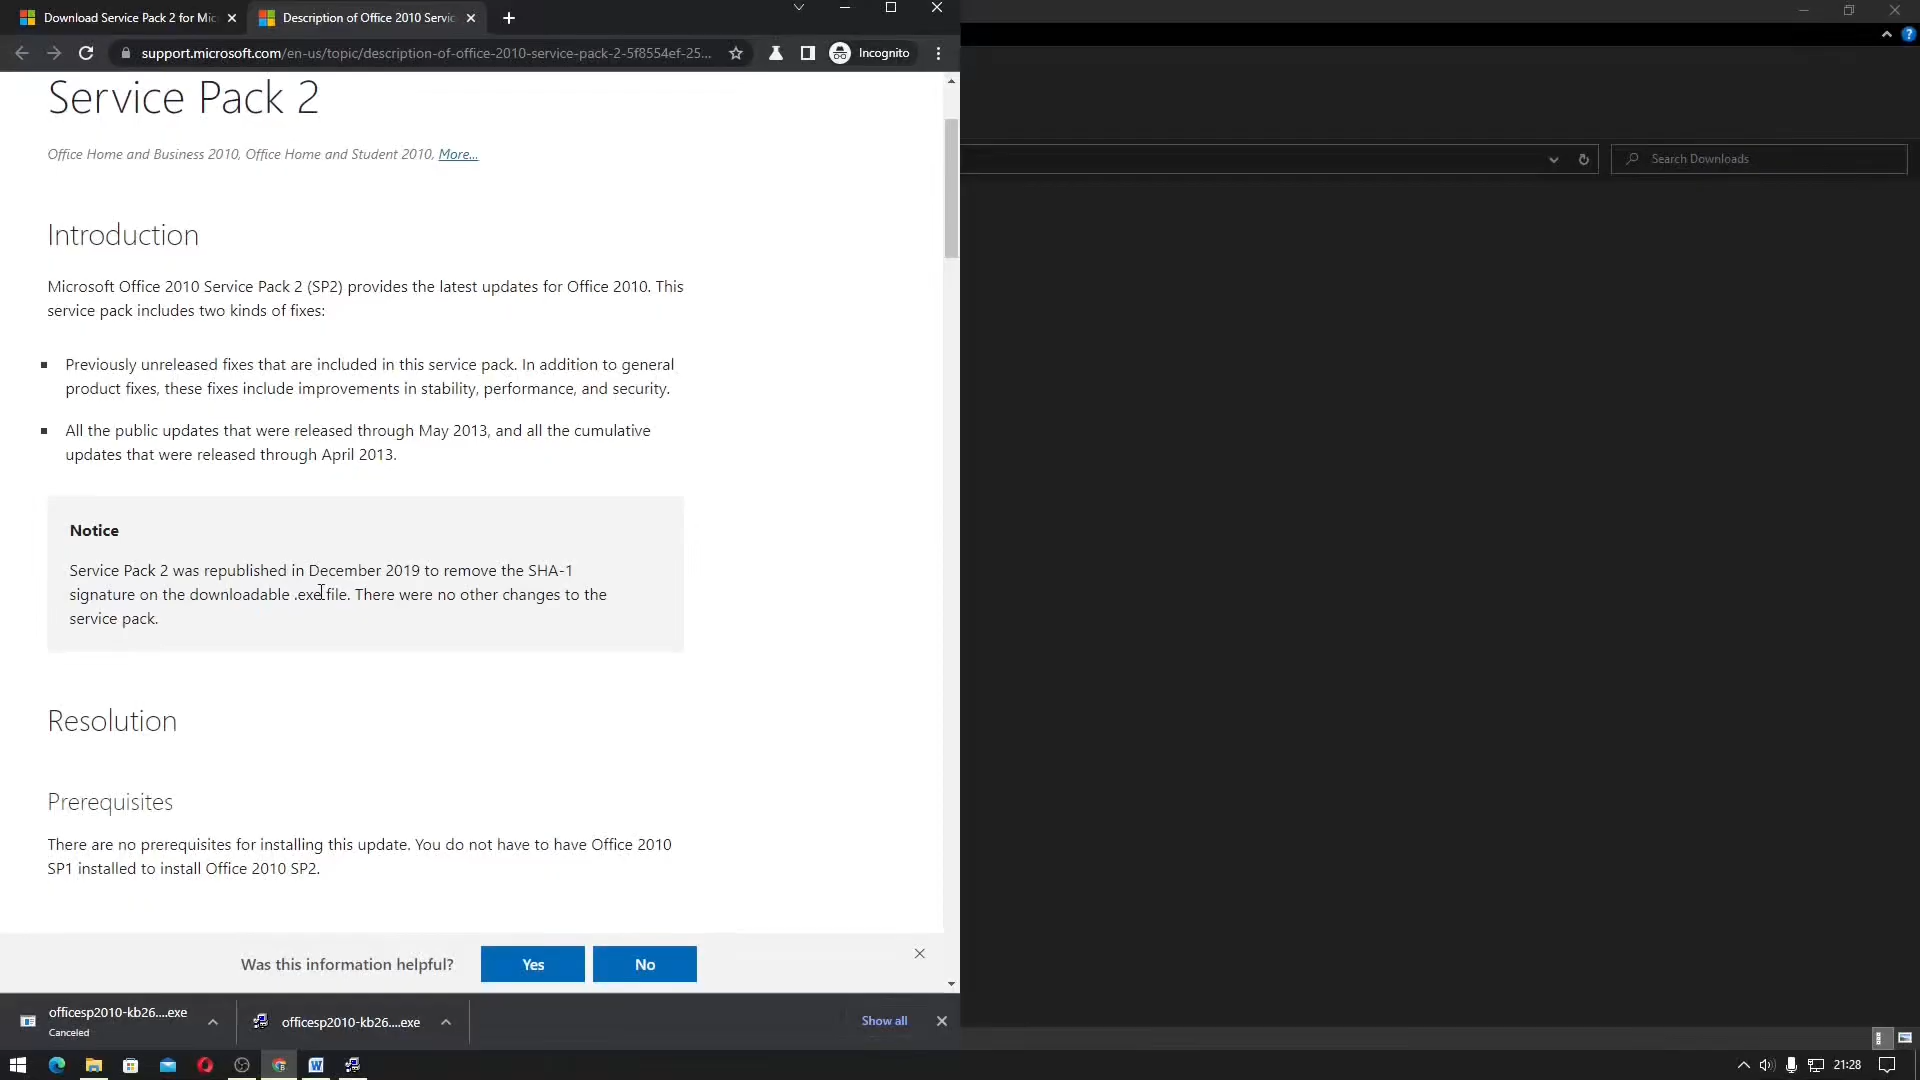 Download Service Pack 2 for Mic
Description of Office 2010 Servic
support.microsoft.com/en-us/topic/description-of-office-2010-service-pack-2-5f8554ef-25...
Incognito
Service Pack 2
Office Home and Business 2010, Office Home and Student 2010, More...
Search Downloads
Introduction
Microsoft Office 2010 Service Pack 2 (SP2) provides the latest updates for Office 2010. This
service pack includes two kinds of fixes:
Previously unreleased fixes that are included in this service pack. In addition to general
product fixes, these fixes include improvements in stability, performance, and security.
All the public updates that were released through May 2013, and all the cumulative
updates that were released through April 2013.
Notice
Service Pack 2 was republished in December 2019 to remove the SHA-1
signature on the downloadable .exe file. There were no other changes to the
service pack.
Resolution
Prerequisites
There are no prerequisites for installing this update. You do not have to have Office 2010
SP1 installed to install Office 2010 SP2.
Was this information helpful?
Yes
No
officesp2010-kb26....exe
Canceled
officesp2010-kb26....exe
Show all
21:28